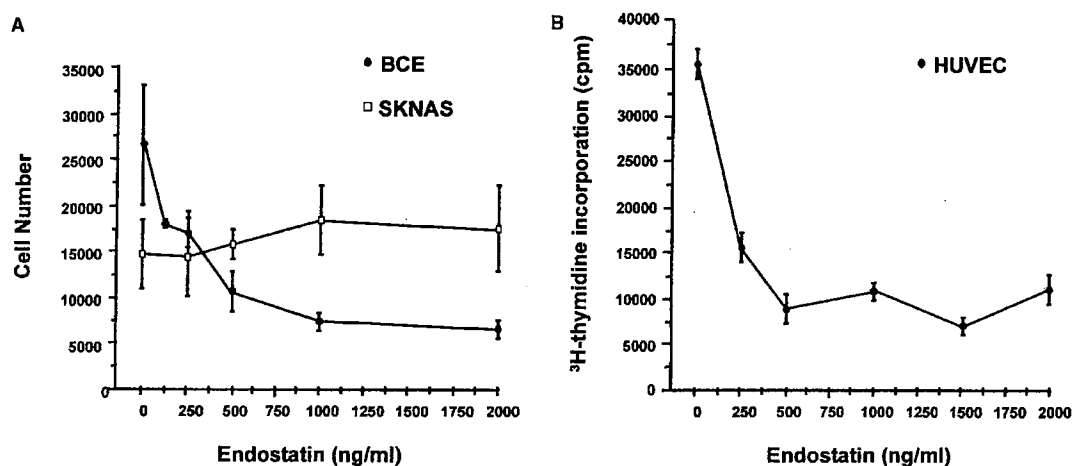 A
BCE
SKNAS
35000
30000
25000
20000
15000
10000
5000
0
Cell Number
0 250 500 750 1000 1250 1500 1750 2000
Endostatin (ng/ml)
B
HUVEC
40000
35000
30000
25000
20000
15000
10000
5000
0
³H-thymidine incorporation (cpm)
0 250 500 750 1000 1250 1500 1750 2000
Endostatin (ng/ml)